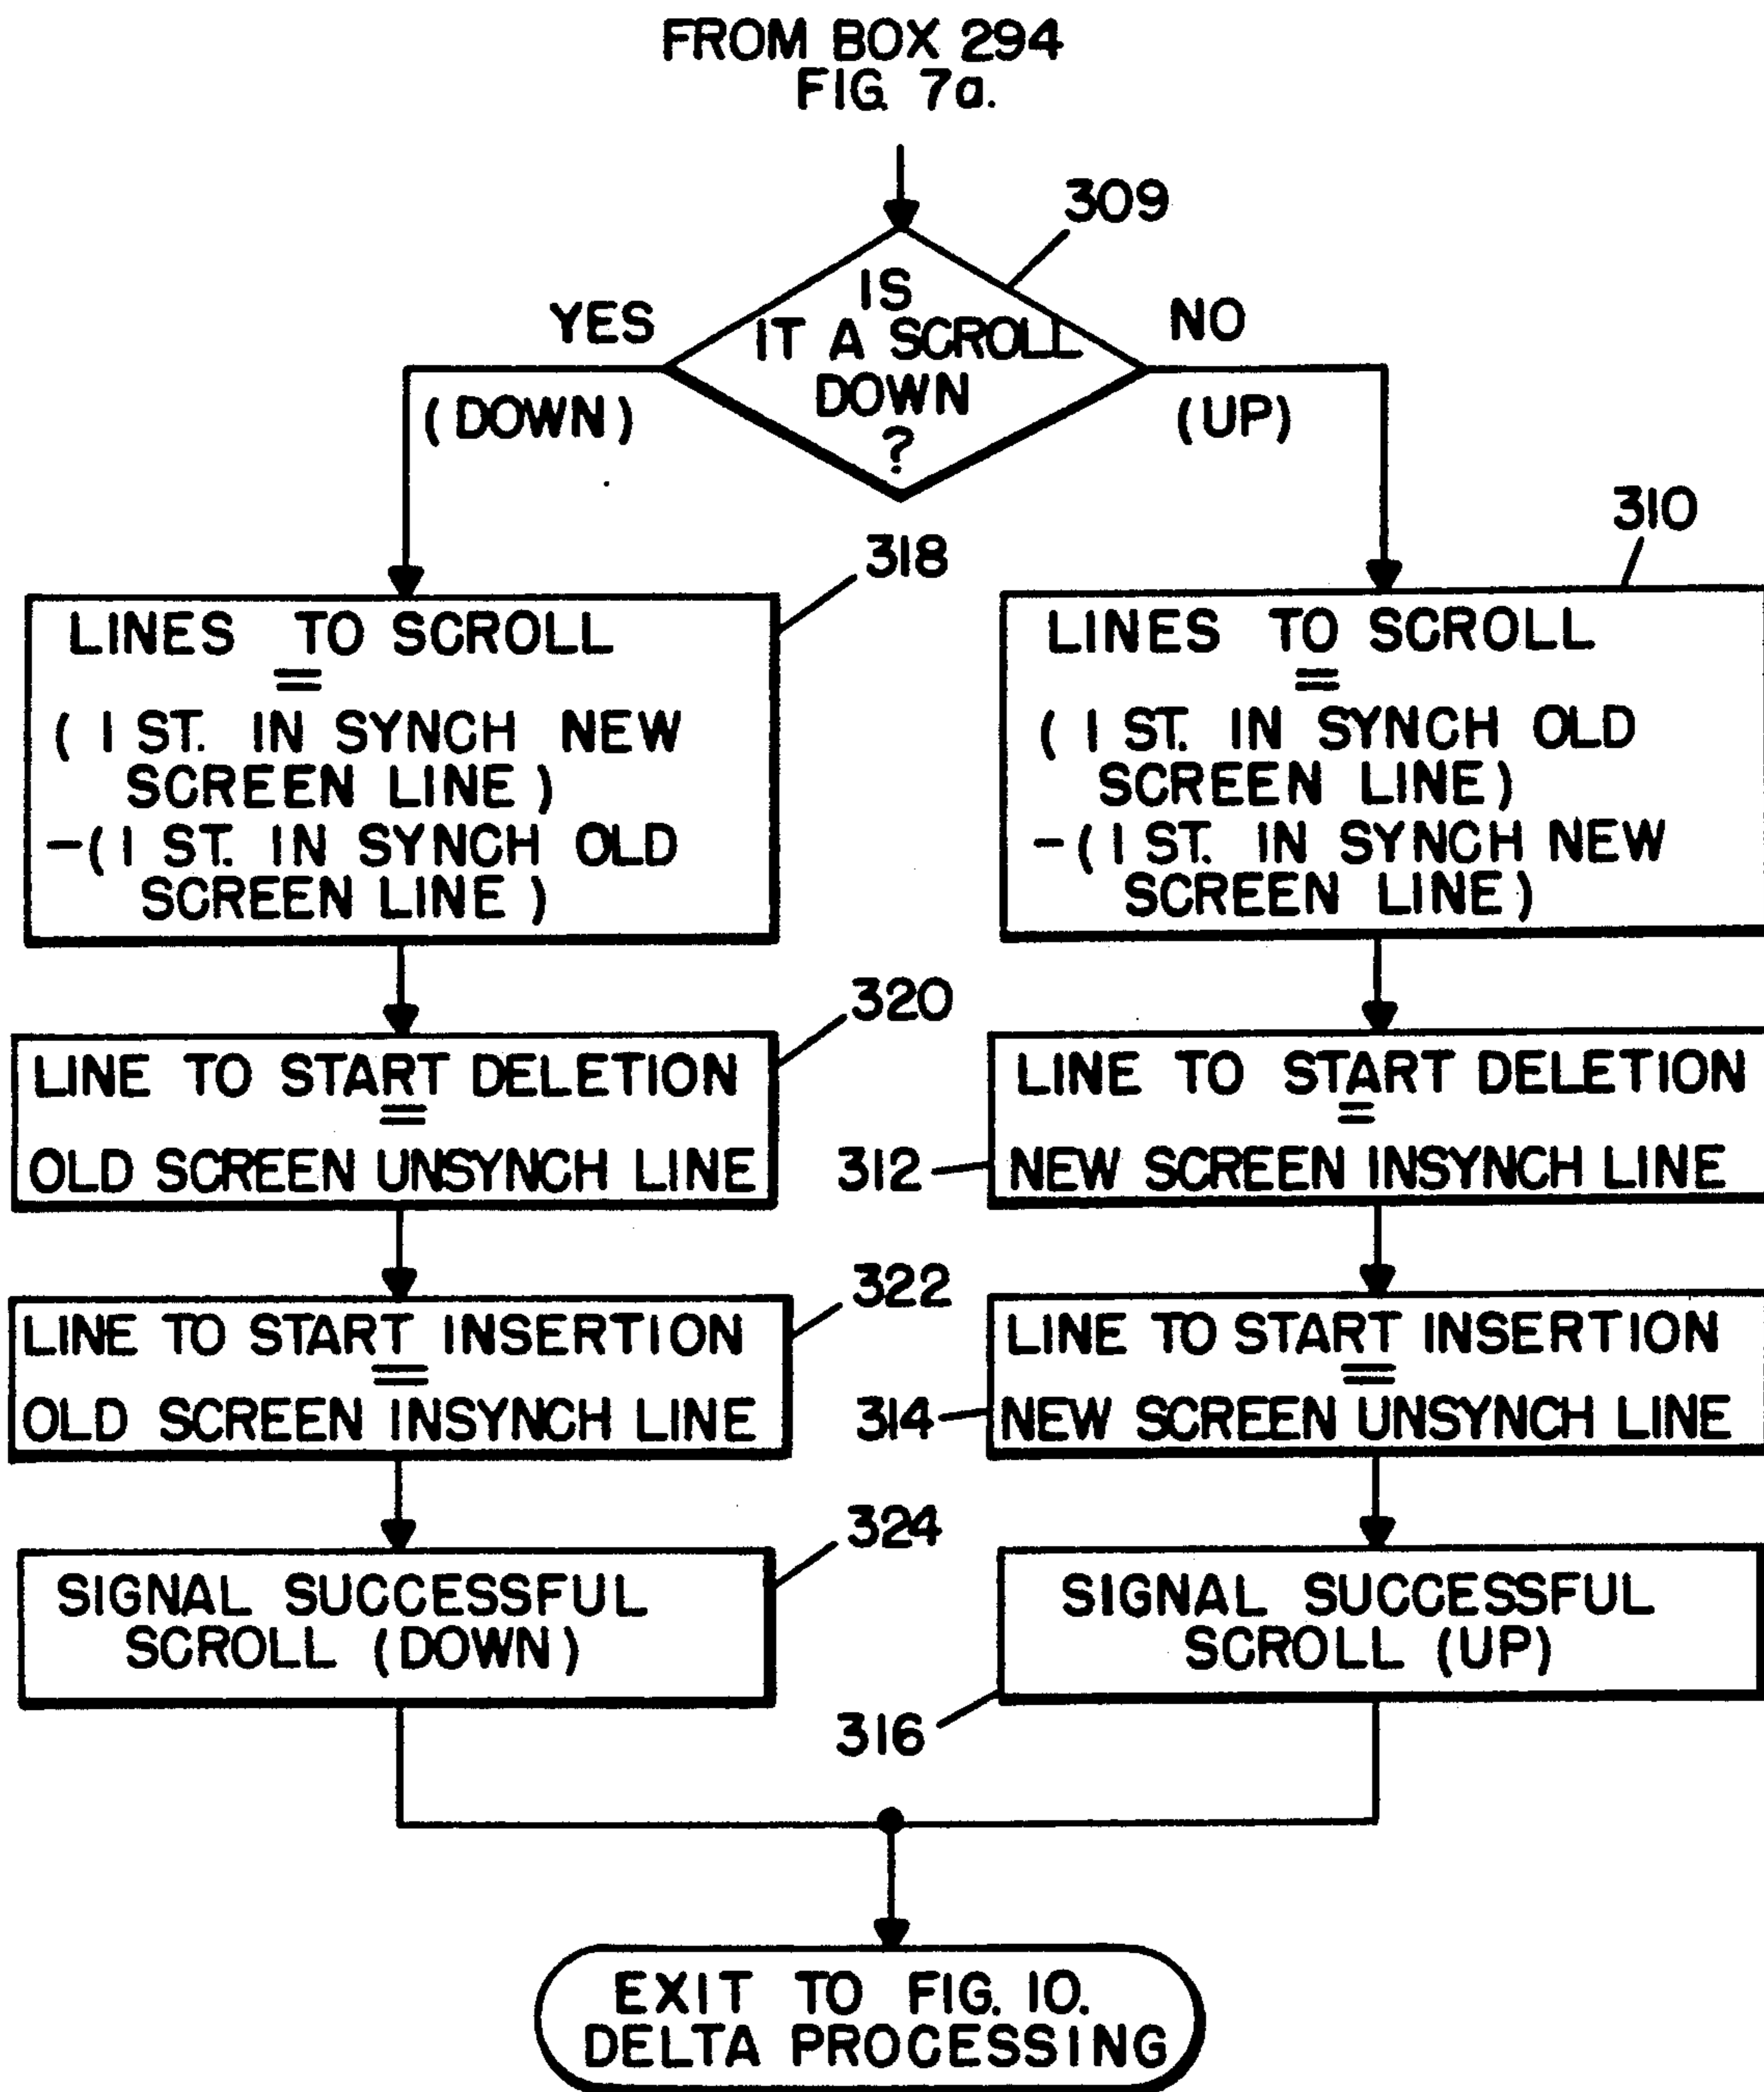 FROM BOX 294
FIG 7a.
309
IS
IT A SCROLL
DOWN
?
YES
(DOWN)
NO
(UP)
318
LINES TO SCROLL
=
( 1 ST. IN SYNCH NEW
SCREEN LINE )
-( 1 ST. IN SYNCH OLD
SCREEN LINE )
320
LINE TO START DELETION
=
OLD SCREEN UNSYNCH LINE
322
LINE TO START INSERTION
=
OLD SCREEN INSYNCH LINE
324
SIGNAL SUCCESSFUL
SCROLL (DOWN)
310
LINES TO SCROLL
=
( 1 ST. IN SYNCH OLD
SCREEN LINE )
-( 1 ST. IN SYNCH NEW
SCREEN LINE )
312
LINE TO START DELETION
=
NEW SCREEN INSYNCH LINE
314
LINE TO START INSERTION
=
NEW SCREEN UNSYNCH LINE
316
SIGNAL SUCCESSFUL
SCROLL (UP)
EXIT TO FIG. 10.
DELTA PROCESSING